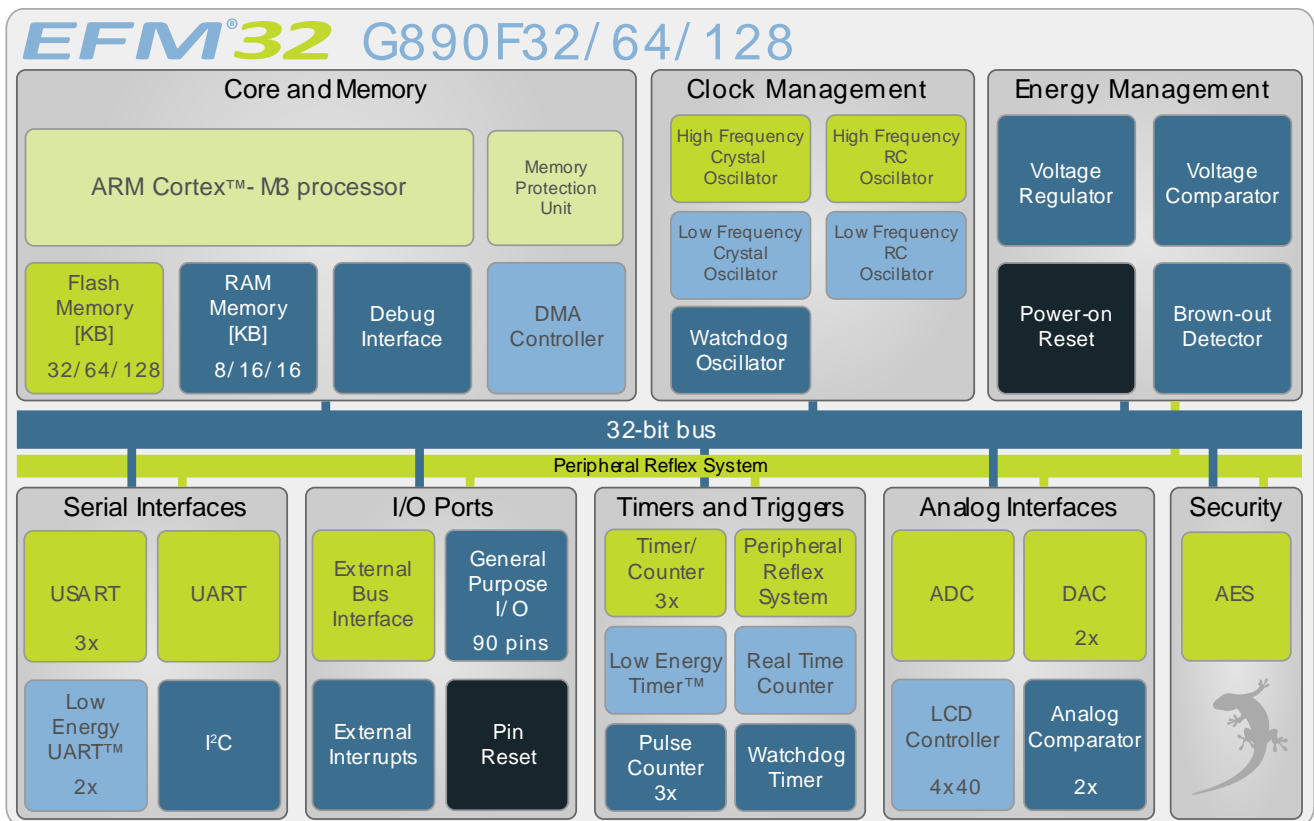 EFM®32 G890F32/64/128
Core and Memory
ARM Cortex™-M3 processor
Memory
Protection
Unit
Flash
Memory
[KB]
32/64/128
RAM
Memory
[KB]
8/16/16
Debug
Interface
DMA
Controller
Clock Management
High Frequency
Crystal
Oscillator
High Frequency
RC
Oscillator
Low Frequency
Crystal
Oscillator
Low Frequency
RC
Oscillator
Watchdog
Oscillator
Energy Management
Voltage
Regulator
Voltage
Comparator
Power-on
Reset
Brown-out
Detector
32-bit bus
Peripheral Reflex System
Serial Interfaces
USART
3x
UART
Low
Energy
UART™
2x
I²C
I/O Ports
External
Bus
Interface
General
Purpose
I/O
90 pins
External
Interrupts
Pin
Reset
Timers and Triggers
Timer/
Counter
3x
Peripheral
Reflex
System
Low Energy
Timer™
Real Time
Counter
Pulse
Counter
3x
Watchdog
Timer
Analog Interfaces
ADC
DAC
2x
LCD
Controller
4x40
Analog
Comparator
2x
Security
AES